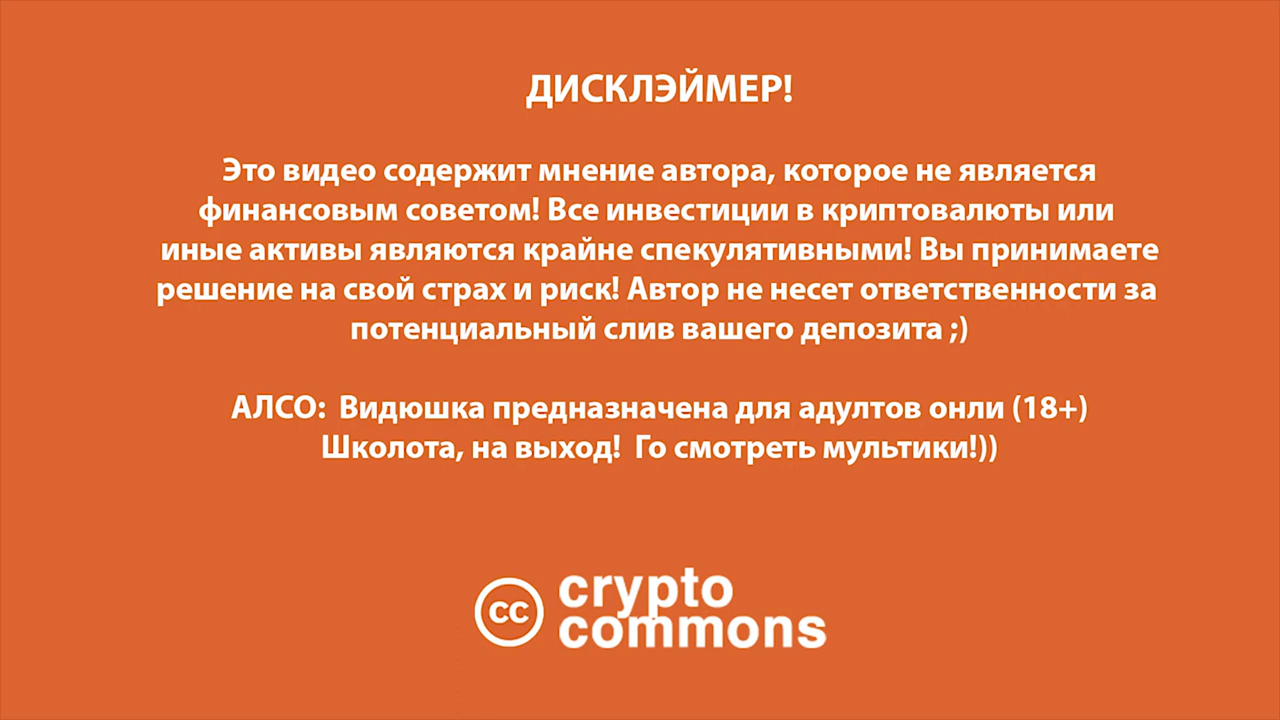 ДИСКЛЭЙМЕР!
Это видео содержит мнение автора, которое не является
финансовым советом! Все инвестиции в криптовалюты или
иные активы являются крайне спекулятивными! Вы принимаете
решение на свой страх и риск! Автор не несет ответственности за
потенциальный слив вашего депозита ;)
АЛСО:  Видюшка предназначена для адултов онли (18+)
Школота, на выход!  Го смотреть мультики!))
cc crypto
commons